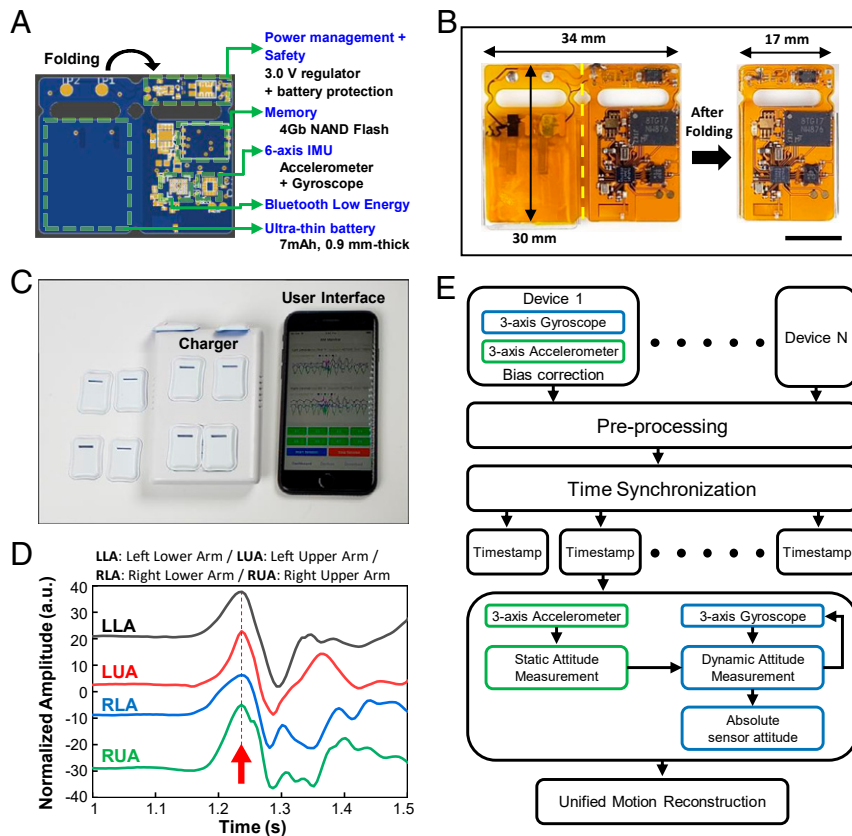 A
Folding
TP2 TP1
Power management +
Safety
3.0 V regulator
+ battery protection
Memory
4Gb NAND Flash
6-axis IMU
Accelerometer
+ Gyroscope
Bluetooth Low Energy
Ultra-thin battery
7mAh, 0.9 mm-thick
B
34 mm
17 mm
30 mm
After
Folding
C
Charger
User Interface
D
LLA: Left Lower Arm / LUA: Left Upper Arm /
RLA: Right Lower Arm / RUA: Right Upper Arm
Normalized Amplitude (a.u.)
40
30
20
10
0
-10
-20
-30
-40
LLA
LUA
RLA
RUA
1 1.1 1.2 1.3 1.4 1.5
Time (s)
E
Device 1
3-axis Gyroscope
3-axis Accelerometer
Bias correction
Device N
Pre-processing
Time Synchronization
Timestamp Timestamp Timestamp
3-axis Accelerometer
Static Attitude
Measurement
3-axis Gyroscope
Dynamic Attitude
Measurement
Absolute
sensor attitude
Unified Motion Reconstruction